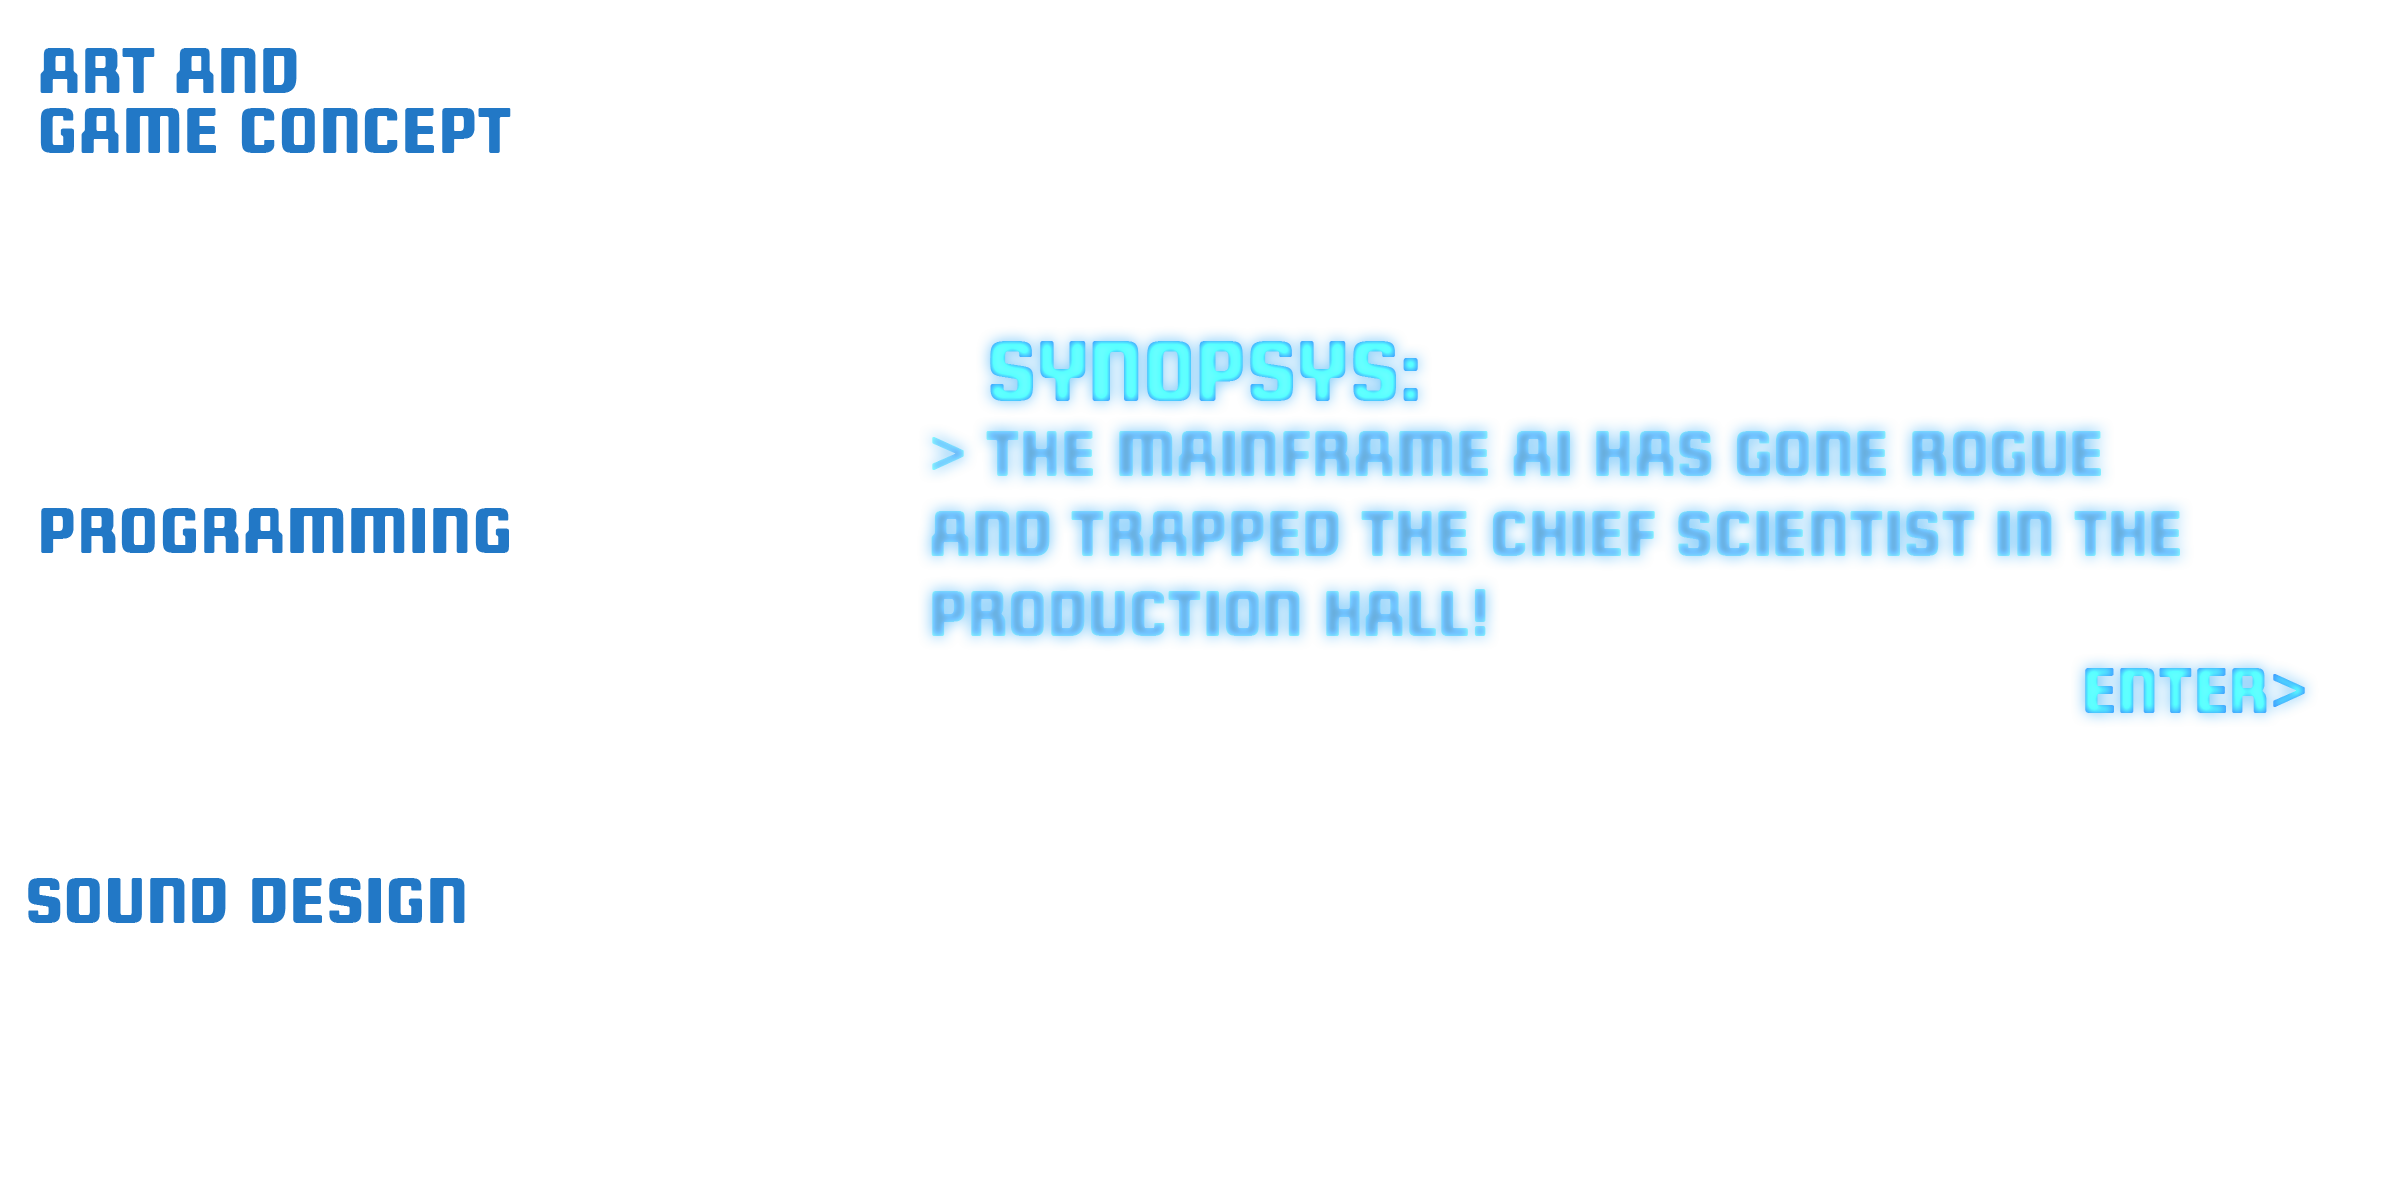 ART AND
GAME CONCEPT
PROGRAMMING
SOUND DESIGN
SYNOPSYS:
> THE MAINFRAME AI HAS GONE ROGUE
AND TRAPPED THE CHIEF SCIENTIST IN THE
PRODUCTION HALL!
ENTER>